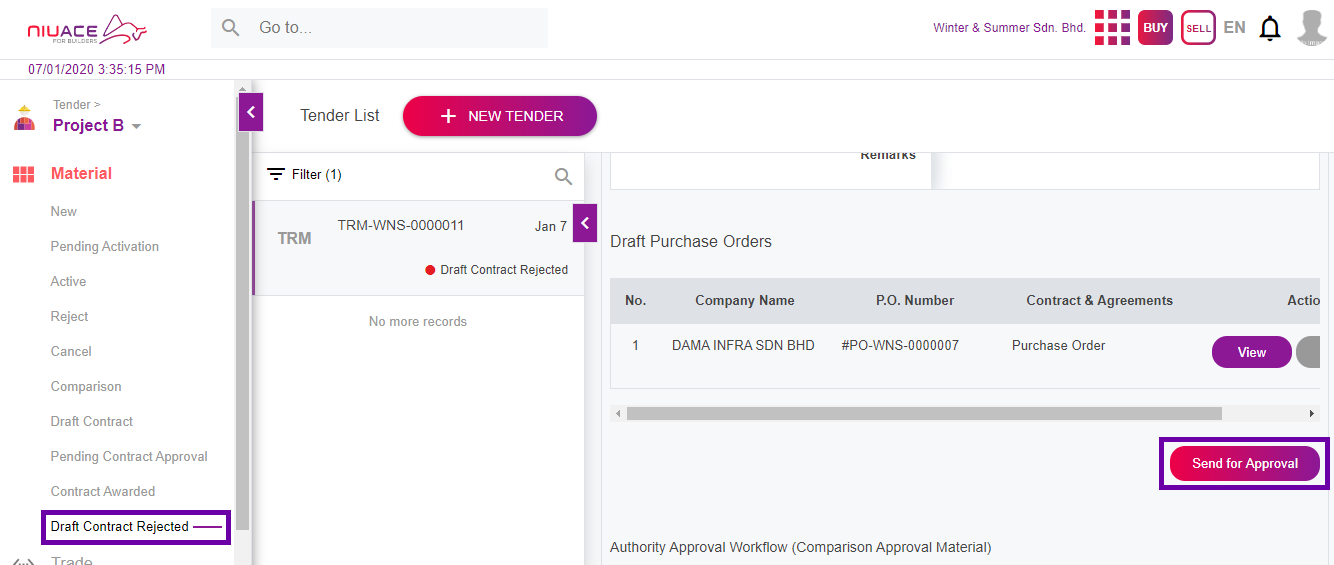 NIUACE
FOR BUILDERS
Go to...
Winter & Summer Sdn. Bhd.
BUY
SELL
EN
07/01/2020 3:35:15 PM
Tender >
Project B
Material
New
Pending Activation
Active
Reject
Cancel
Comparison
Draft Contract
Pending Contract Approval
Contract Awarded
Draft Contract Rejected
Trade
Tender List
+ NEW TENDER
Filter (1)
TRM
TRM-WNS-0000011
Jan 7
Draft Contract Rejected
No more records
Remarks
Draft Purchase Orders
No. Company Name P.O. Number Contract & Agreements Actio
1 DAMA INFRA SDN BHD #PO-WNS-0000007 Purchase Order View
Send for Approval
Authority Approval Workflow (Comparison Approval Material)